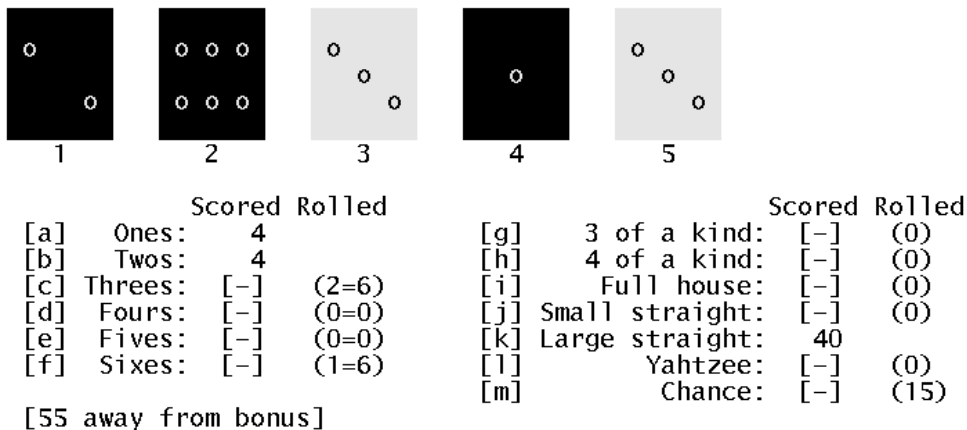 1 2 3 4 5
Scored Rolled Scored Rolled
[a] Ones: 4 [g] 3 of a kind: [-] (0)
[b] Twos: 4 [h] 4 of a kind: [-] (0)
[c] Threes: [-] (2=6) [i] Full house: [-] (0)
[d] Fours: [-] (0=0) [j] Small straight: [-] (0)
[e] Fives: [-] (0=0) [k] Large straight: 40
[f] Sixes: [-] (1=6) [l] Yahtzee: [-] (0)
[m] Chance: [-] (15)
[55 away from bonus]